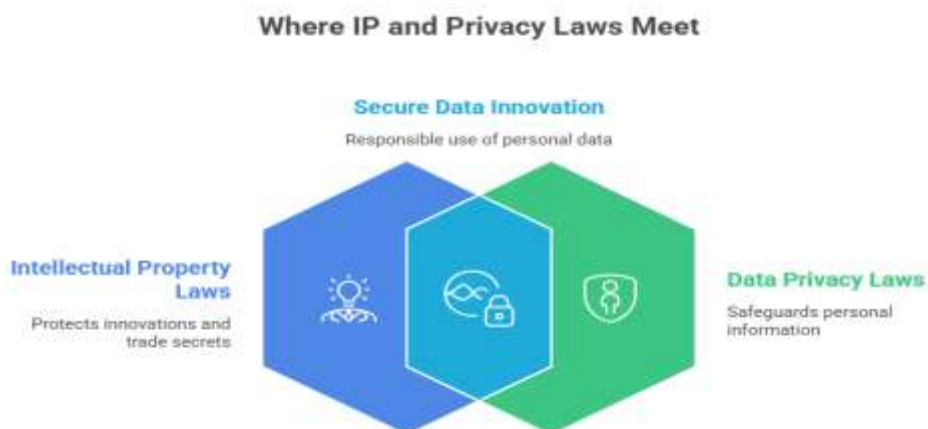 Where IP and Privacy Laws Meet
Secure Data Innovation
Responsible use of personal data
Intellectual Property
Laws
Protects innovations and
trade secrets
Data Privacy Laws
Safeguards personal
information